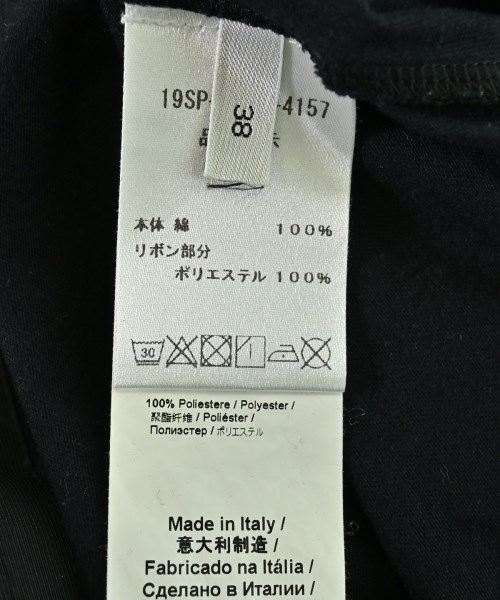 19SP- -4157
38
本体 綿 100%
リボン部分
ポリエステル 100%
30
100% Poliestere / Polyester /
聚酯纤维 / Poliéster /
Полиэстер / ポリエステル
Made in Italy /
意大利制造 /
Fabricado na Itália /
Сделано в Италии /